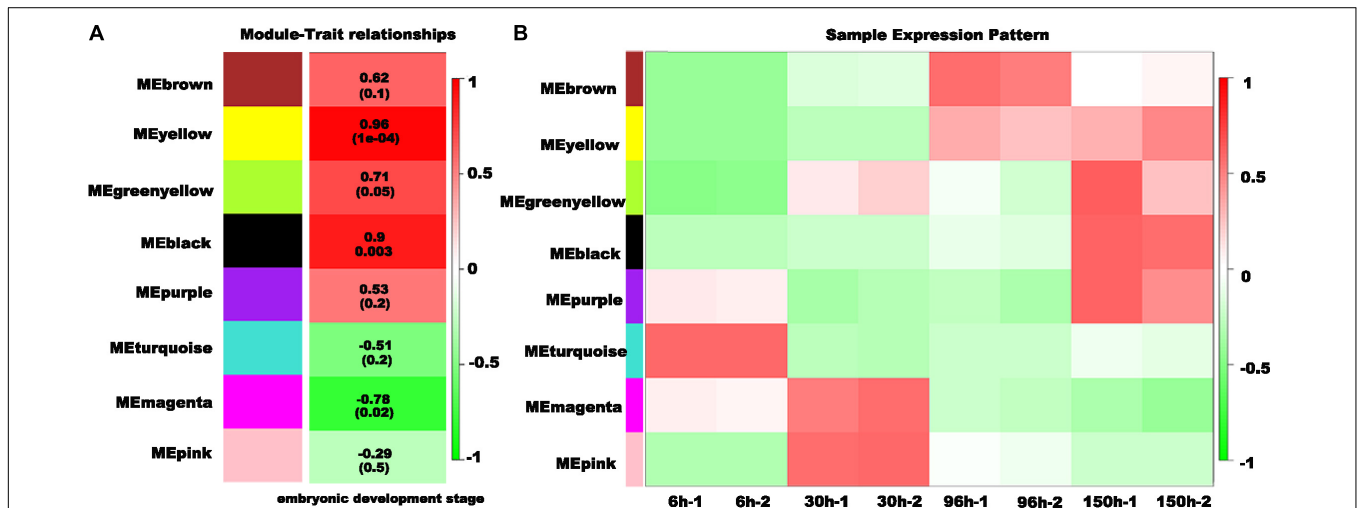 A
Module-Trait relationships
MEbrown
0.62
(0.1)
MEyellow
0.96
(1e-04)
MEgreenyellow
0.71
(0.05)
MEblack
0.9
0.003
MEpurple
0.53
(0.2)
MEturquoise
-0.51
(0.2)
MEmagenta
-0.78
(0.02)
MEpink
-0.29
(0.5)
1
0.5
0
-0.5
-1
embryonic development stage
B
Sample Expression Pattern
MEbrown
MEyellow
MEgreenyellow
MEblack
MEpurple
MEturquoise
MEmagenta
MEpink
6h-1 6h-2 30h-1 30h-2 96h-1 96h-2 150h-1 150h-2
1
0.5
0
-0.5
-1